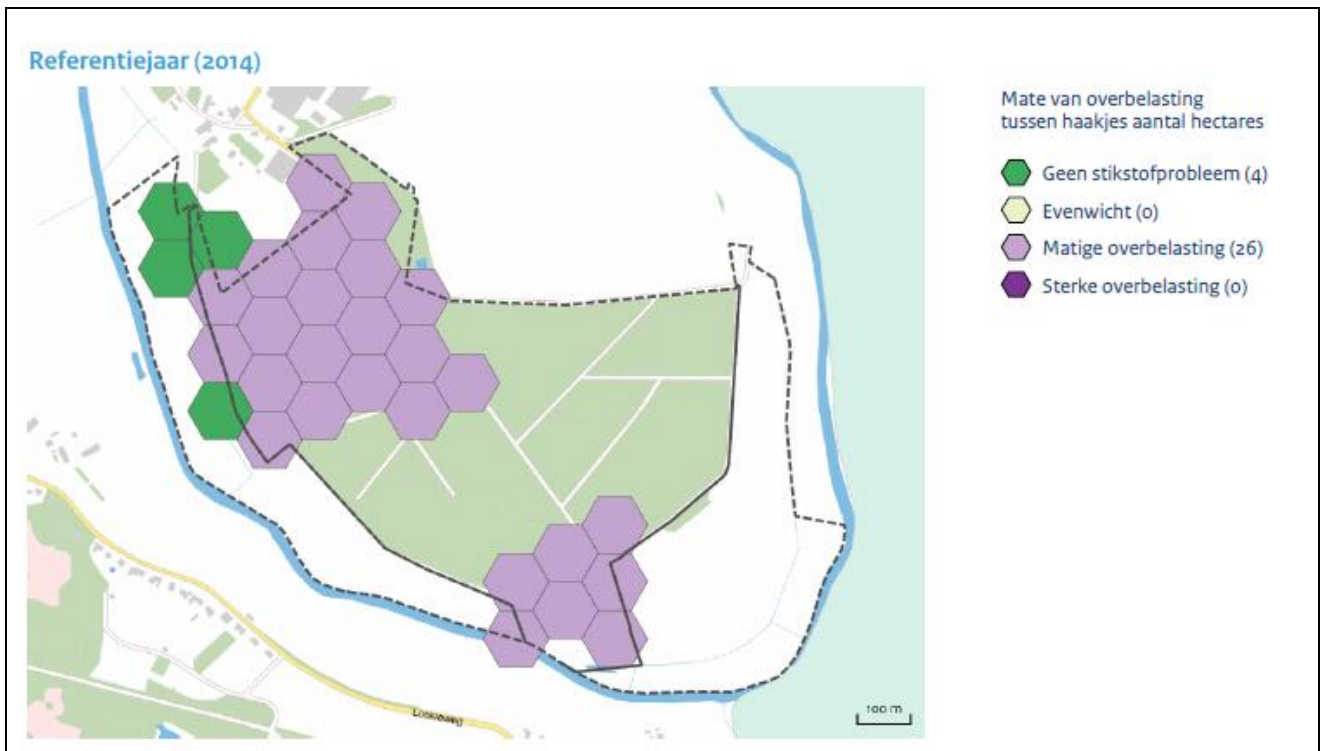 Referentiejaar (2014)
Mate van overbelasting
tussen haakjes aantal hectares
Geen stikstofprobleem (4)
Evenwicht (0)
Matige overbelasting (26)
Sterke overbelasting (0)
100 m